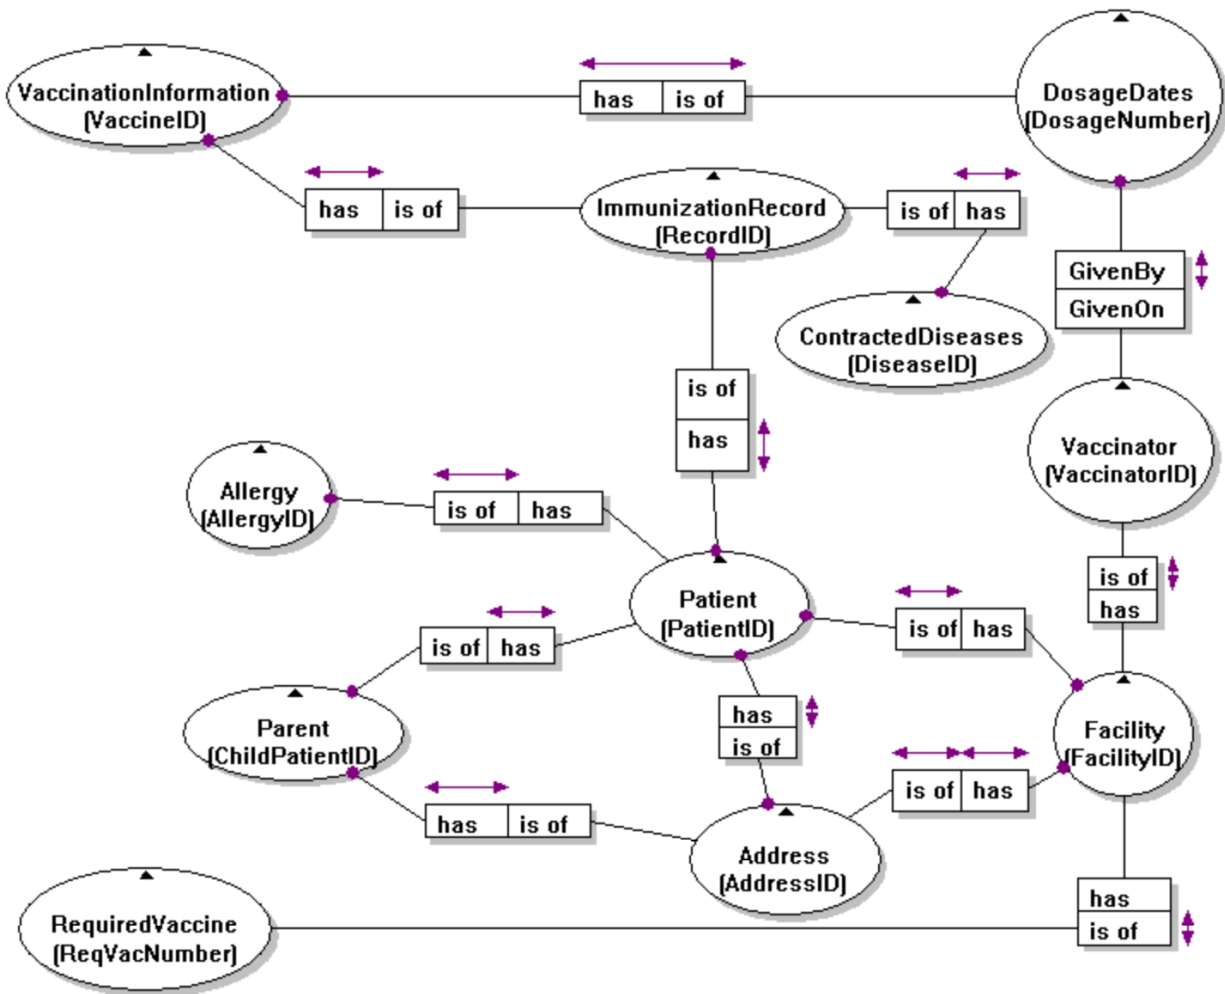 VaccinationInformation
(VaccineID)
has
is of
DosageDates
(DosageNumber)
has
is of
ImmunizationRecord
(RecordID)
is of
has
GivenBy
GivenOn
ContractedDiseases
(DiseaseID)
is of
has
Vaccinator
(VaccinatorID)
Allergy
(AllergyID)
is of
has
is of
has
Patient
(PatientID)
is of
has
is of
has
Parent
(ChildPatientID)
has
is of
Facility
(FacilityID)
is of
has
has
is of
Address
(AddressID)
has
is of
RequiredVaccine
(ReqVacNumber)